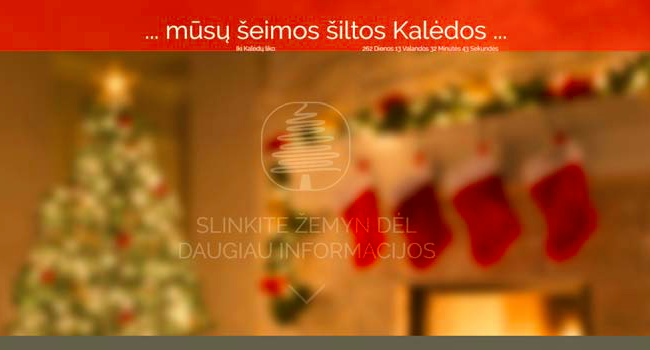 ... mūsų šeimos šiltos Kalėdos ...
Iki Kalėdų liko: 262 Dienos 13 Valandos 32 Minutės 43 Sekundės
SLINKITE ŽEMYN DĖL
DAUGIAU INFORMACIJOS